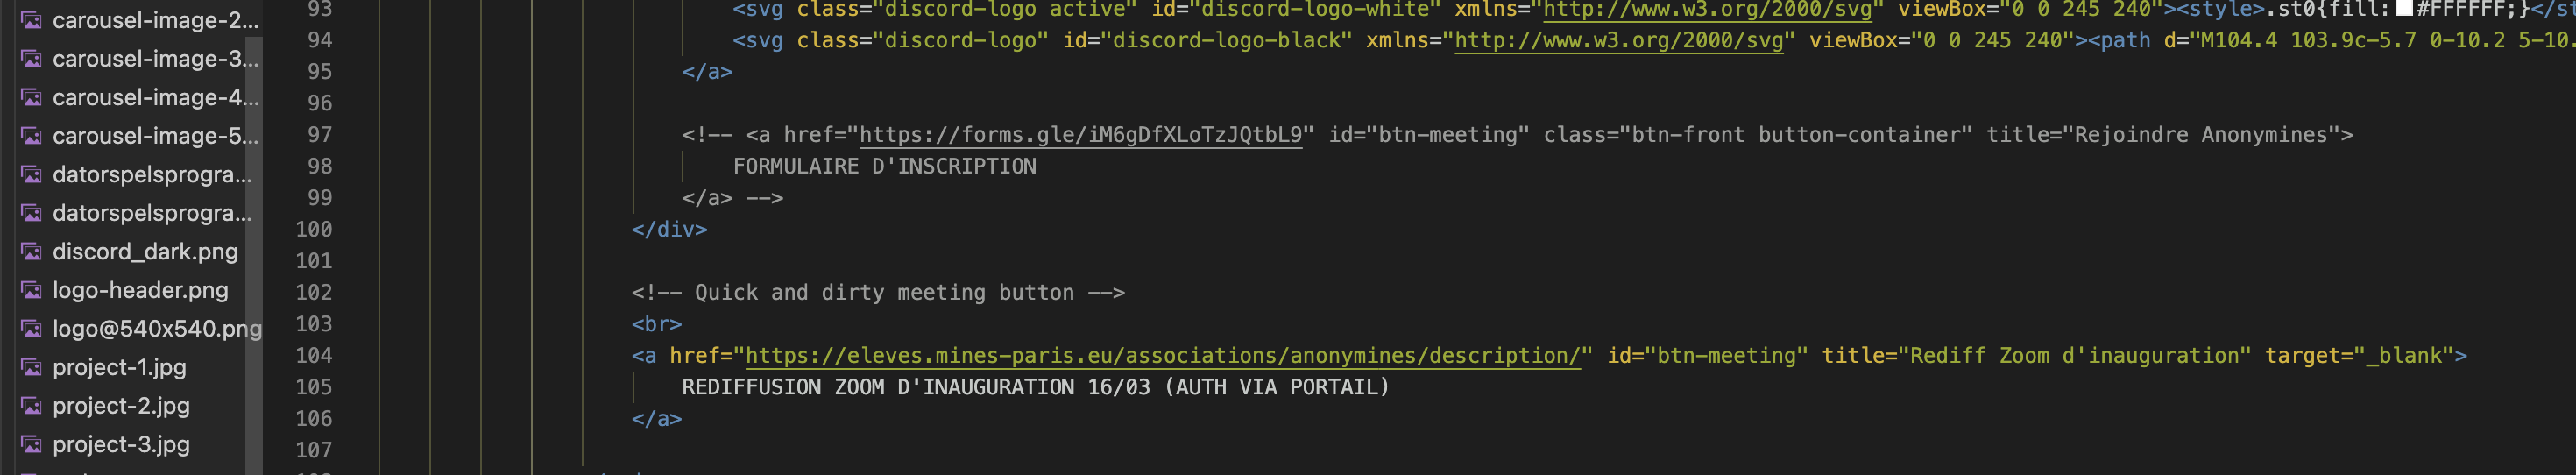 carousel-image-2...
carousel-image-3...
carousel-image-4...
carousel-image-5...
datorspelsprogra...
datorspelsprogra...
discord_dark.png
logo-header.png
logo@540x540.png
project-1.jpg
project-2.jpg
project-3.jpg
93 <svg class="discord-logo active" id="discord-logo-white" xmlns="http://www.w3.org/2000/svg" viewBox="0 0 245 240"><style>.st0{fill:#FFFFFF;}</st
94 <svg class="discord-logo" id="discord-logo-black" xmlns="http://www.w3.org/2000/svg" viewBox="0 0 245 240"><path d="M104.4 103.9c-5.7 0-10.2 5-10.
95 </a>
96
97 <!-- <a href="https://forms.gle/iM6gDfXLoTzJQtbL9" id="btn-meeting" class="btn-front button-container" title="Rejoindre Anonymines">
98 FORMULAIRE D'INSCRIPTION
99 </a> -->
100 </div>
101
102 <!-- Quick and dirty meeting button -->
103 <br>
104 <a href="https://eleves.mines-paris.eu/associations/anonymines/description/" id="btn-meeting" title="Rediff Zoom d'inauguration" target="_blank">
105 REDIFFUSION ZOOM D'INAUGURATION 16/03 (AUTH VIA PORTAIL)
106 </a>
107